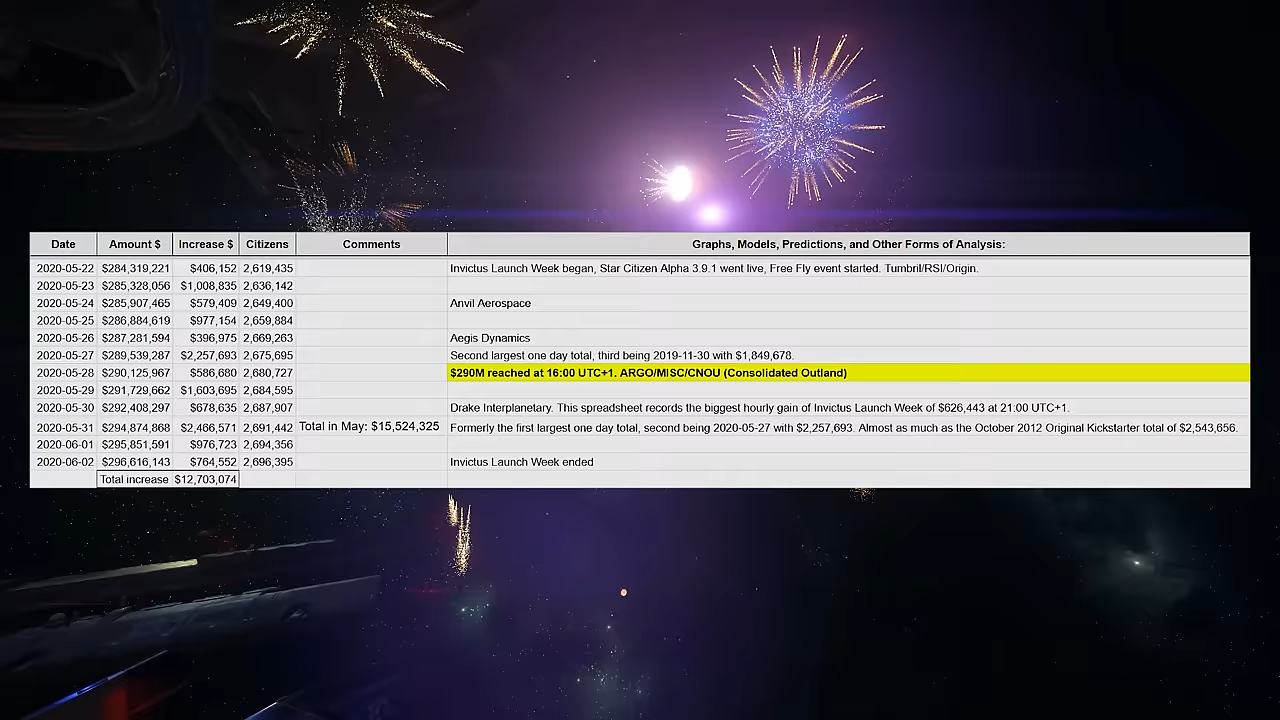 Date Amount $ Increase $ Citizens Comments Graphs, Models, Predictions, and Other Forms of Analysis:
2020-05-22 $284,319,221 $406,152 2,619,435 Invictus Launch Week began, Star Citizen Alpha 3.9.1 went live, Free Fly event started. Tumbril/RSI/Origin.
2020-05-23 $285,328,056 $1,008,835 2,636,142
2020-05-24 $285,907,465 $579,409 2,649,400 Anvil Aerospace
2020-05-25 $286,884,619 $977,154 2,659,884
2020-05-26 $287,281,594 $396,975 2,669,263 Aegis Dynamics
2020-05-27 $289,539,287 $2,257,693 2,675,695 Second largest one day total, third being 2019-11-30 with $1,849,678.
2020-05-28 $290,125,967 $586,680 2,680,727 $290M reached at 16:00 UTC+1. ARGO/MISC/CNOU (Consolidated Outland)
2020-05-29 $291,729,662 $1,603,695 2,684,595
2020-05-30 $292,408,297 $678,635 2,687,907 Drake Interplanetary. This spreadsheet records the biggest hourly gain of Invictus Launch Week of $626,443 at 21:00 UTC+1.
2020-05-31 $294,874,868 $2,466,571 2,691,442 Total in May: $15,524,325 Formerly the first largest one day total, second being 2020-05-27 with $2,257,693. Almost as much as the October 2012 Original Kickstarter total of $2,543,656.
2020-06-01 $295,851,591 $976,723 2,694,356
2020-06-02 $296,616,143 $764,552 2,696,395 Invictus Launch Week ended
Total increase $12,703,074